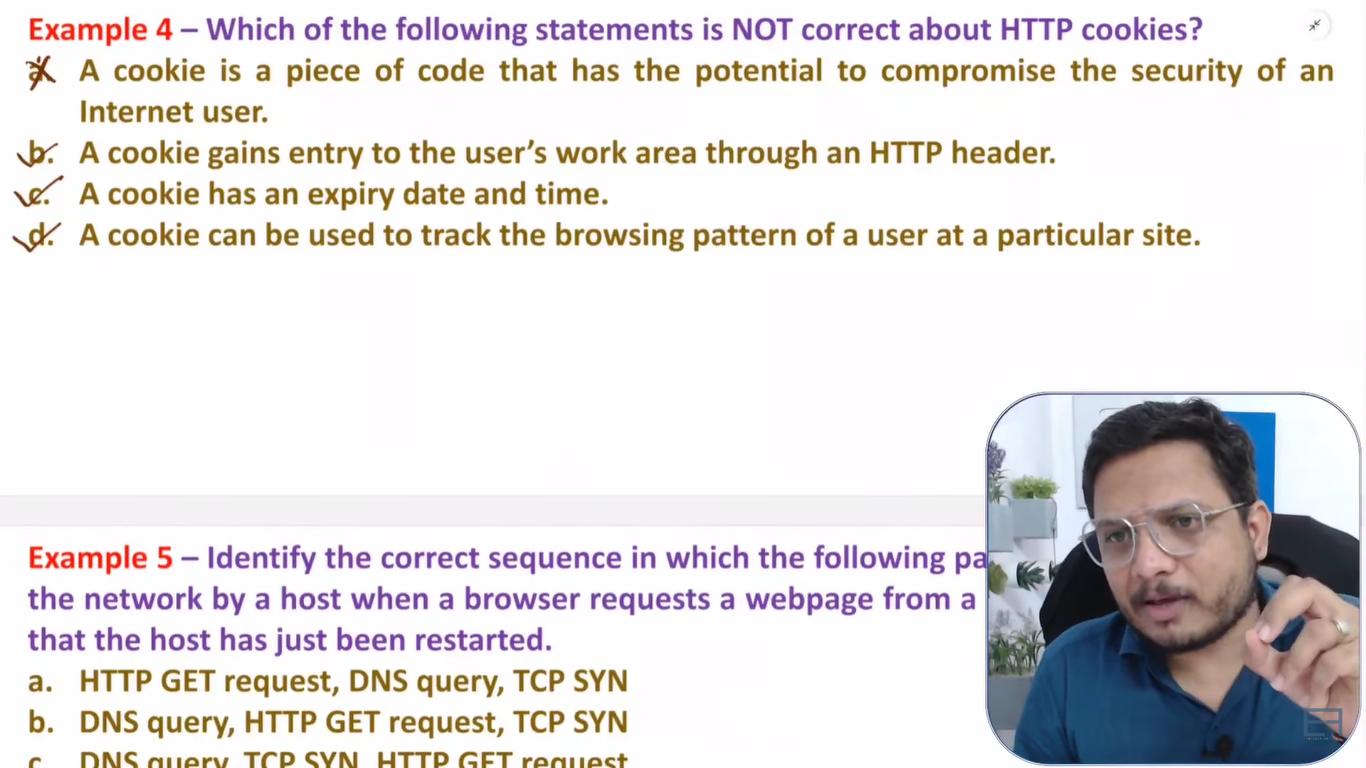 Example 4 – Which of the following statements is NOT correct about HTTP cookies?
a. A cookie is a piece of code that has the potential to compromise the security of an
Internet user.
b. A cookie gains entry to the user’s work area through an HTTP header.
c. A cookie has an expiry date and time.
d. A cookie can be used to track the browsing pattern of a user at a particular site.
Example 5 – Identify the correct sequence in which the following pa
the network by a host when a browser requests a webpage from a
that the host has just been restarted.
a. HTTP GET request, DNS query, TCP SYN
b. DNS query, HTTP GET request, TCP SYN
c. DNS query, TCP SYN, HTTP GET request